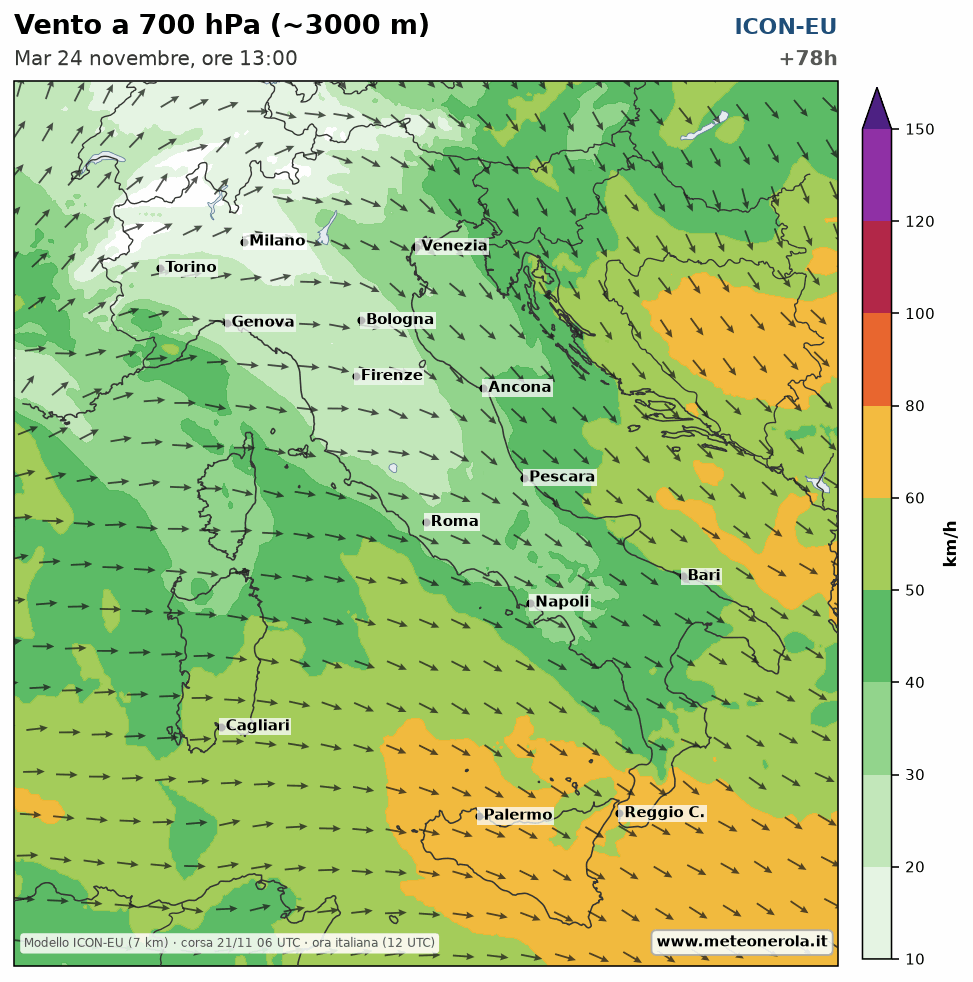 Vento a 700 hPa (~3000 m)
ICON-EU
Mar 24 novembre, ore 13:00
+78h
150
120
100
80
60
50
40
30
20
10
km/h
Milano
Venezia
Torino
Genova
Bologna
Firenze
Ancona
Pescara
Roma
Bari
Napoli
Cagliari
Palermo
Reggio C.
Modello ICON-EU (7 km) · corsa 21/11 06 UTC · ora italiana (12 UTC)
www.meteonerola.it